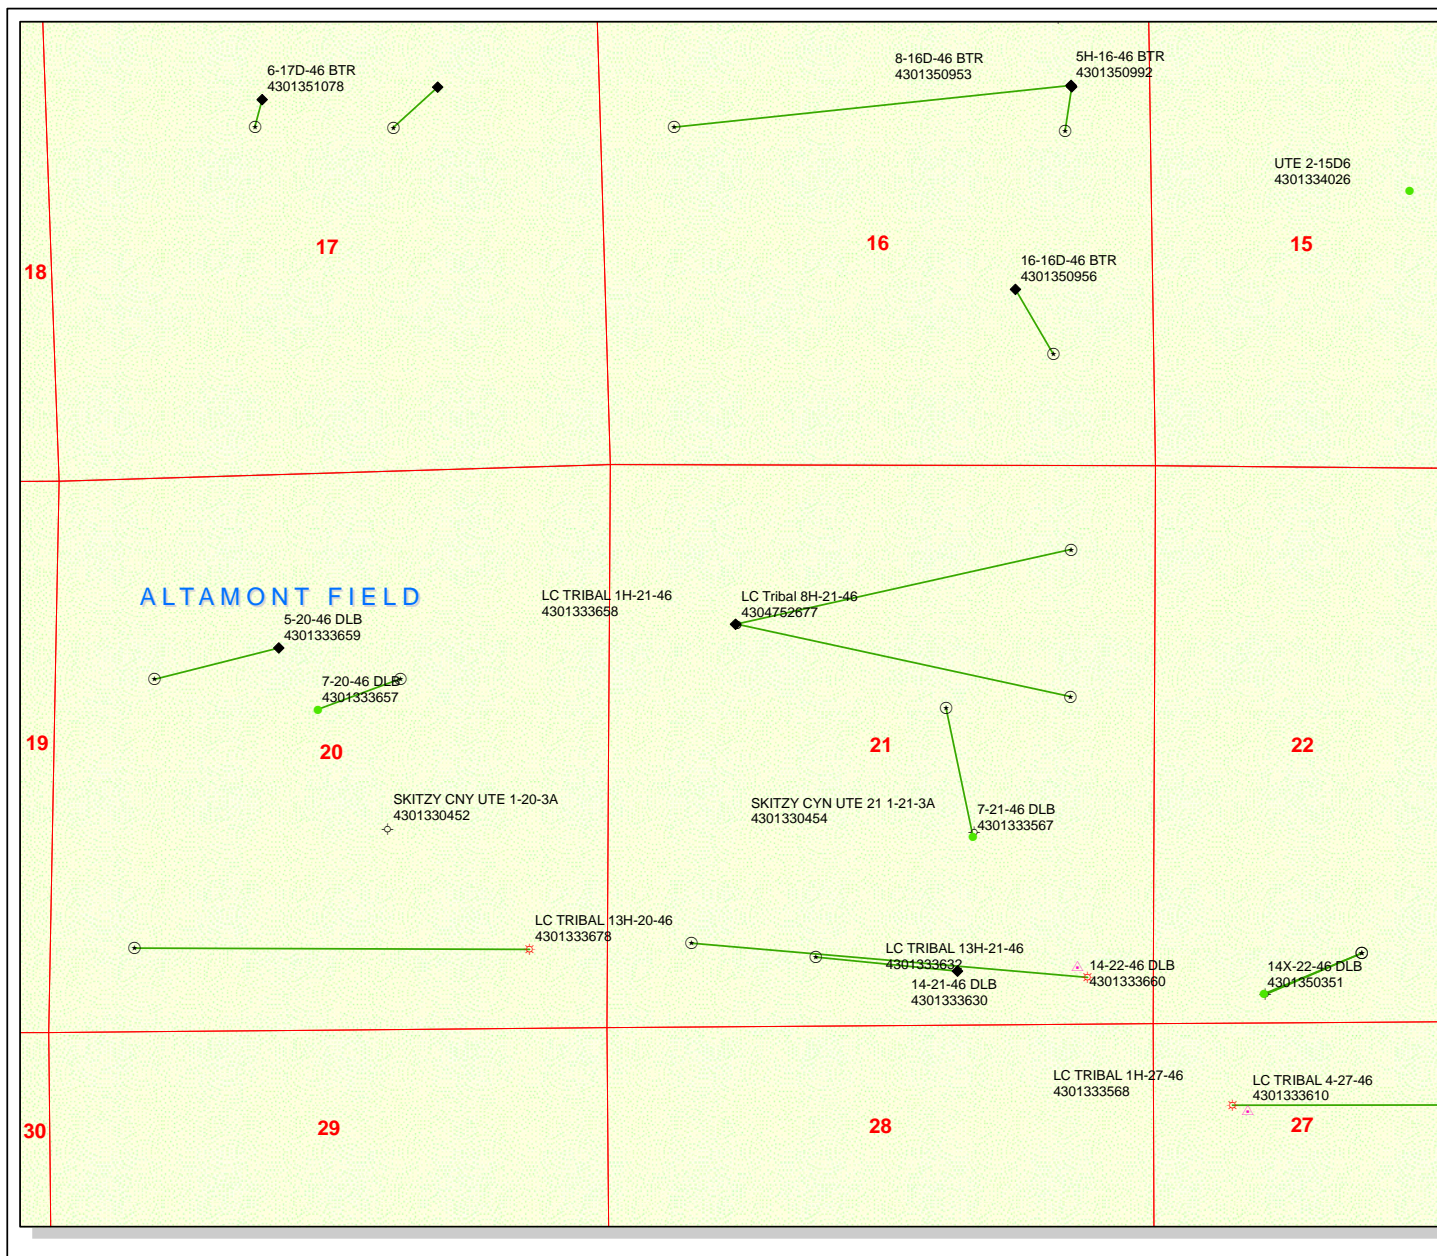 8-16D-46 BTR
4301350953
5H-16-46 BTR
4301350992
6-17D-46 BTR
4301351078
UTE 2-15D6
4301334026
17
16
15
18
16-16D-46 BTR
4301350956
ALTAMONT FIELD
LC TRIBAL 1H-21-46
4301333658
LC Tribal 8H-21-46
4304752677
5-20-46 DLB
4301333659
7-20-46 DLB
4301333657
19
20
21
22
SKITZY CNY UTE 1-20-3A
4301330452
SKITZY CYN UTE 21 1-21-3A
4301330454
7-21-46 DLB
4301333567
LC TRIBAL 13H-20-46
4301333678
LC TRIBAL 13H-21-46
4301333632
14-21-46 DLB
4301333630
14-22-46 DLB
4301333660
14X-22-46 DLB
4301350351
LC TRIBAL 1H-27-46
4301333568
LC TRIBAL 4-27-46
4301333610
30
29
28
27